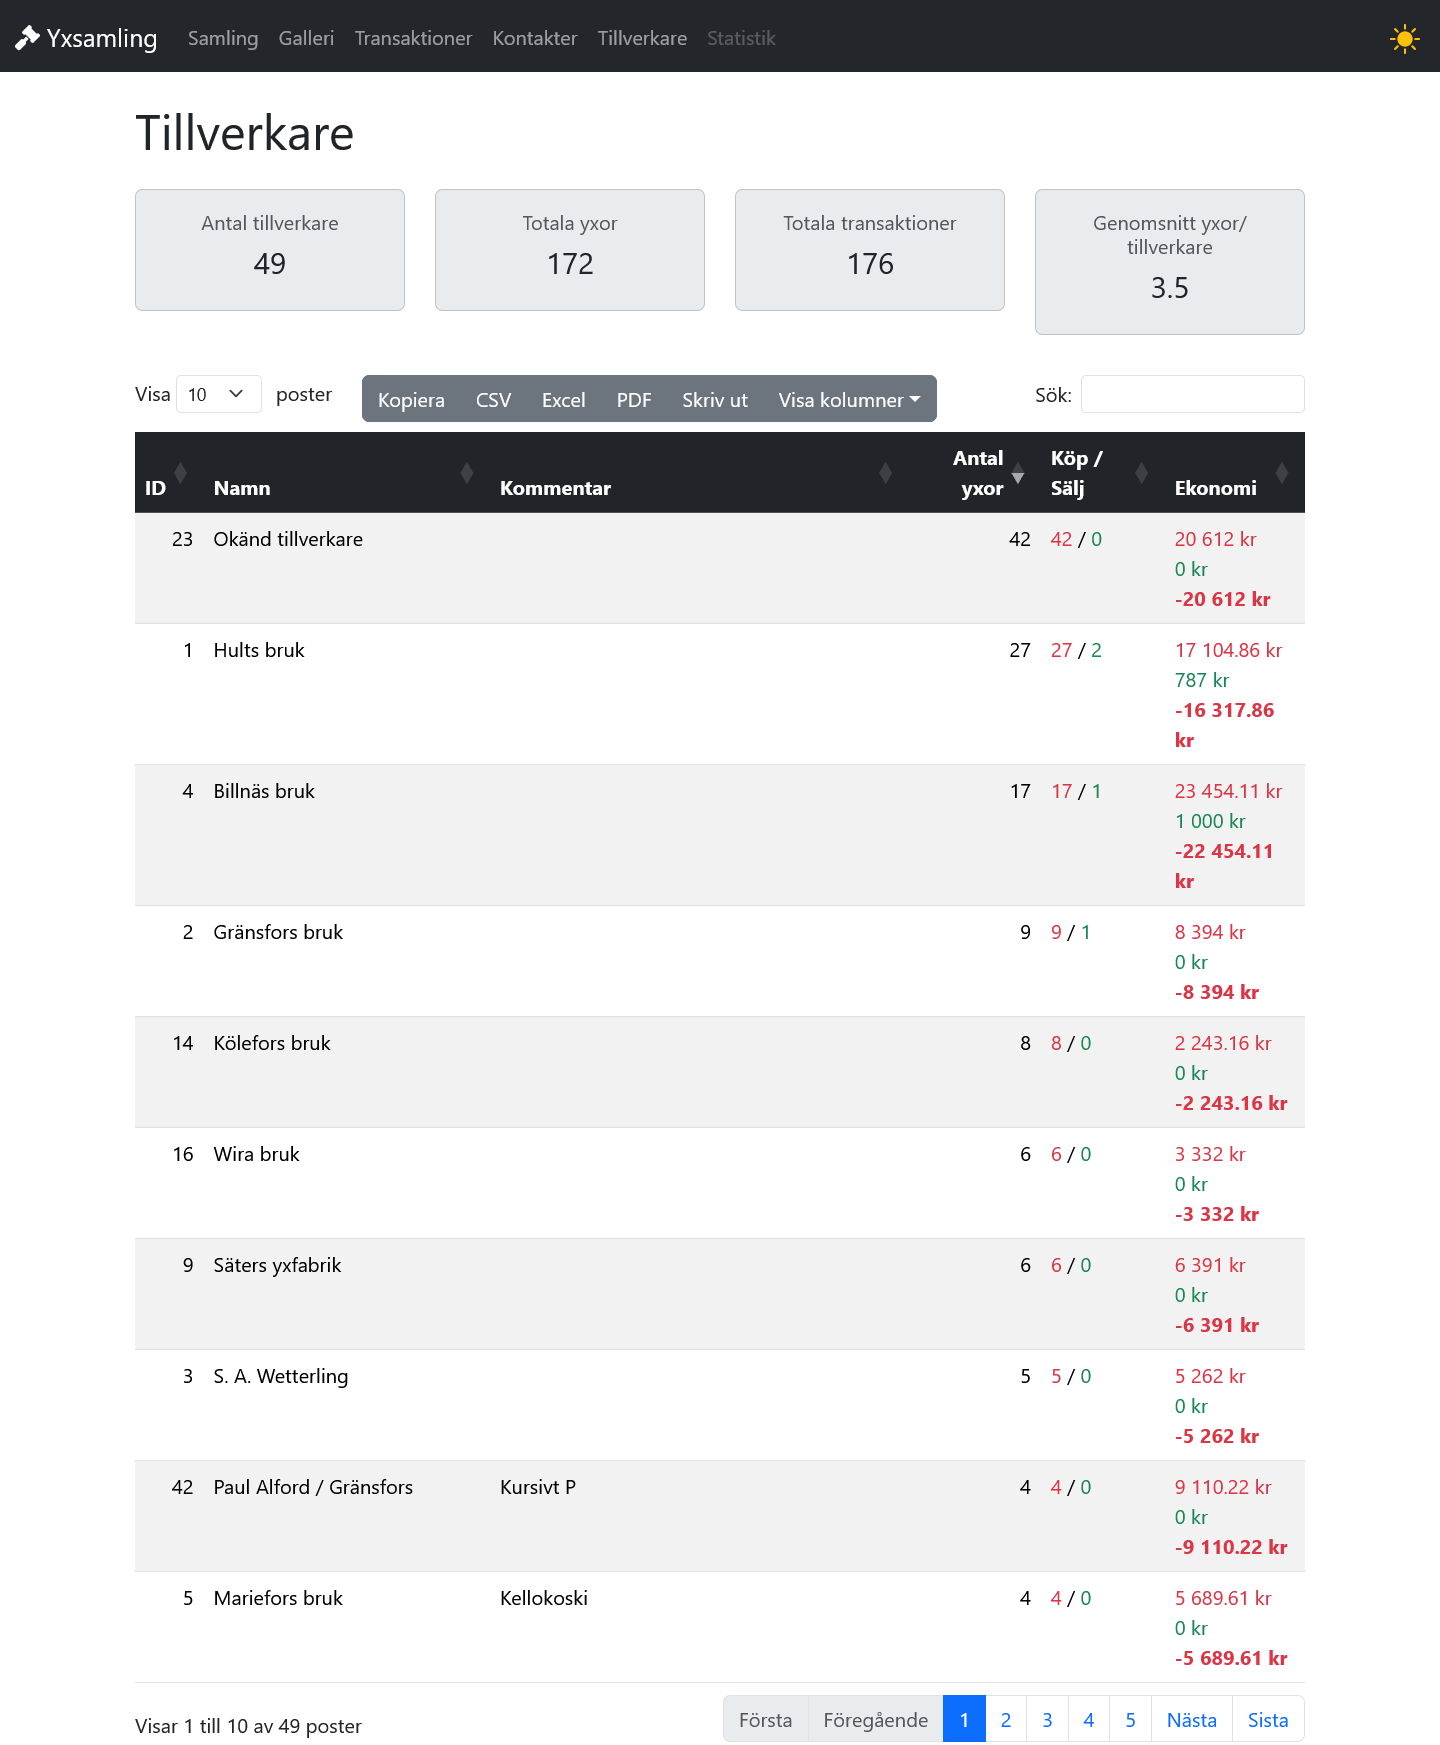 Yxsamling Samling Galleri Transaktioner Kontakter Tillverkare Statistik
Tillverkare
Antal tillverkare
49
Totala yxor
172
Totala transaktioner
176
Genomsnitt yxor/
tillverkare
3.5
Visa 10 poster Kopiera CSV Excel PDF Skriv ut Visa kolumner Sök:
ID Namn Kommentar Antal yxor Köp / Sälj Ekonomi
23 Okänd tillverkare 42 42 / 0 20 612 kr
0 kr
-20 612 kr
1 Hults bruk 27 27 / 2 17 104.86 kr
787 kr
-16 317.86
kr
4 Billnäs bruk 17 17 / 1 23 454.11 kr
1 000 kr
-22 454.11
kr
2 Gränsfors bruk 9 9 / 1 8 394 kr
0 kr
-8 394 kr
14 Kölefors bruk 8 8 / 0 2 243.16 kr
0 kr
-2 243.16 kr
16 Wira bruk 6 6 / 0 3 332 kr
0 kr
-3 332 kr
9 Säters yxfabrik 6 6 / 0 6 391 kr
0 kr
-6 391 kr
3 S. A. Wetterling 5 5 / 0 5 262 kr
0 kr
-5 262 kr
42 Paul Alford / Gränsfors Kursivt P 4 4 / 0 9 110.22 kr
0 kr
-9 110.22 kr
5 Mariefors bruk Kellokoski 4 4 / 0 5 689.61 kr
0 kr
-5 689.61 kr
Visar 1 till 10 av 49 poster Första Föregående 1 2 3 4 5 Nästa Sista